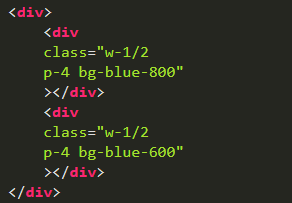 <div>
<div
class="w-1/2
p-4 bg-blue-800"
></div>
<div
class="w-1/2
p-4 bg-blue-600"
></div>
</div>